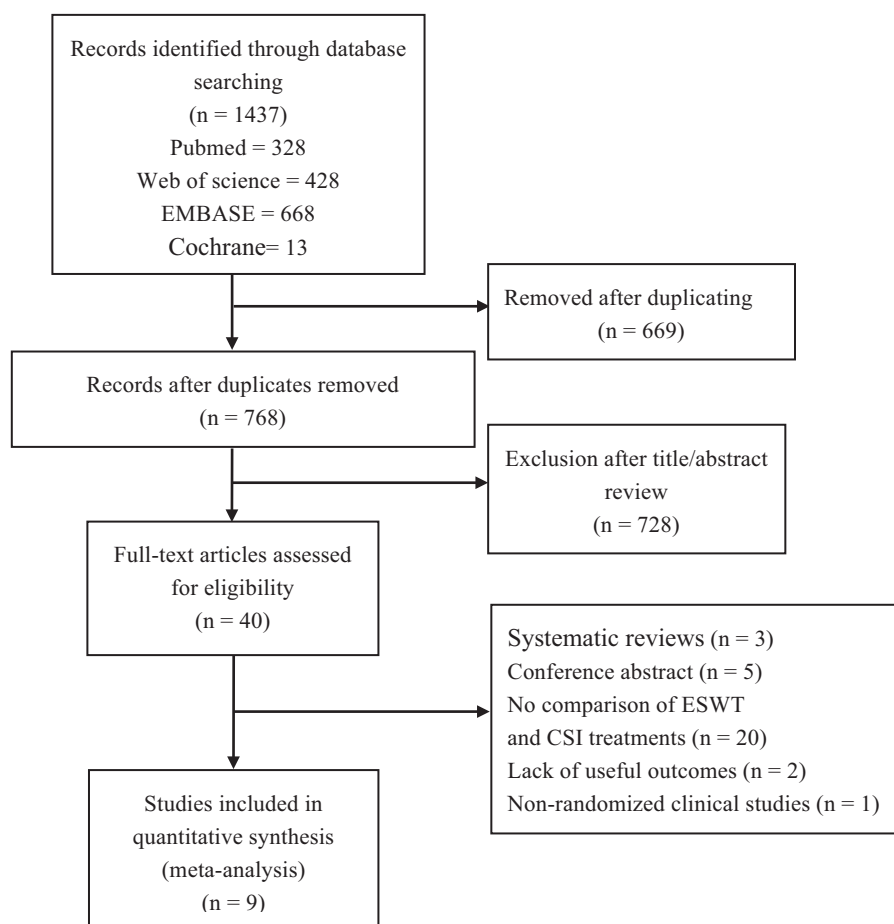 Records identified through database
searching
(n = 1437)
Pubmed = 328
Web of science = 428
EMBASE = 668
Cochrane= 13
Removed after duplicating
(n = 669)
Records after duplicates removed
(n = 768)
Exclusion after title/abstract
review
(n = 728)
Full-text articles assessed
for eligibility
(n = 40)
Systematic reviews (n = 3)
Conference abstract (n = 5)
No comparison of ESWT
and CSI treatments (n = 20)
Lack of useful outcomes (n = 2)
Non-randomized clinical studies (n = 1)
Studies included in
quantitative synthesis
(meta-analysis)
(n = 9)